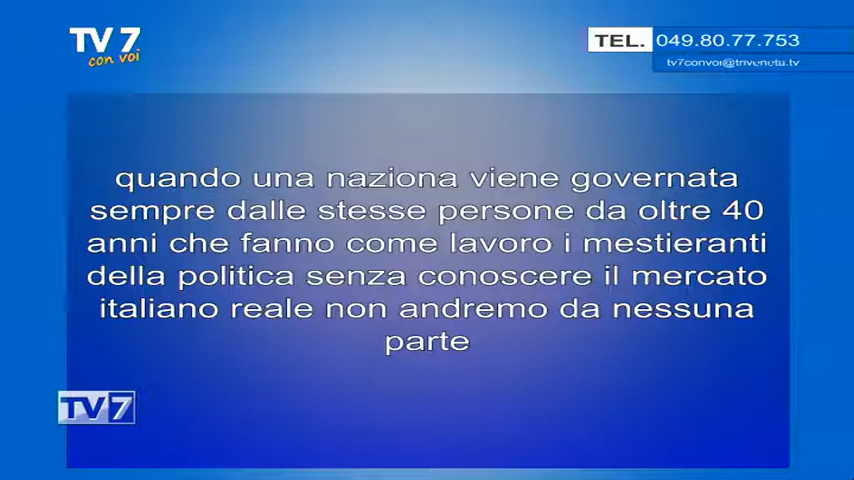 TV 7
con voi
TEL. 049.80.77.753
tv7convoi@trivenetu.tv
quando una naziona viene governata
sempre dalle stesse persone da oltre 40
anni che fanno come lavoro i mestieranti
della politica senza conoscere il mercato
italiano reale non andremo da nessuna
parte
TV7